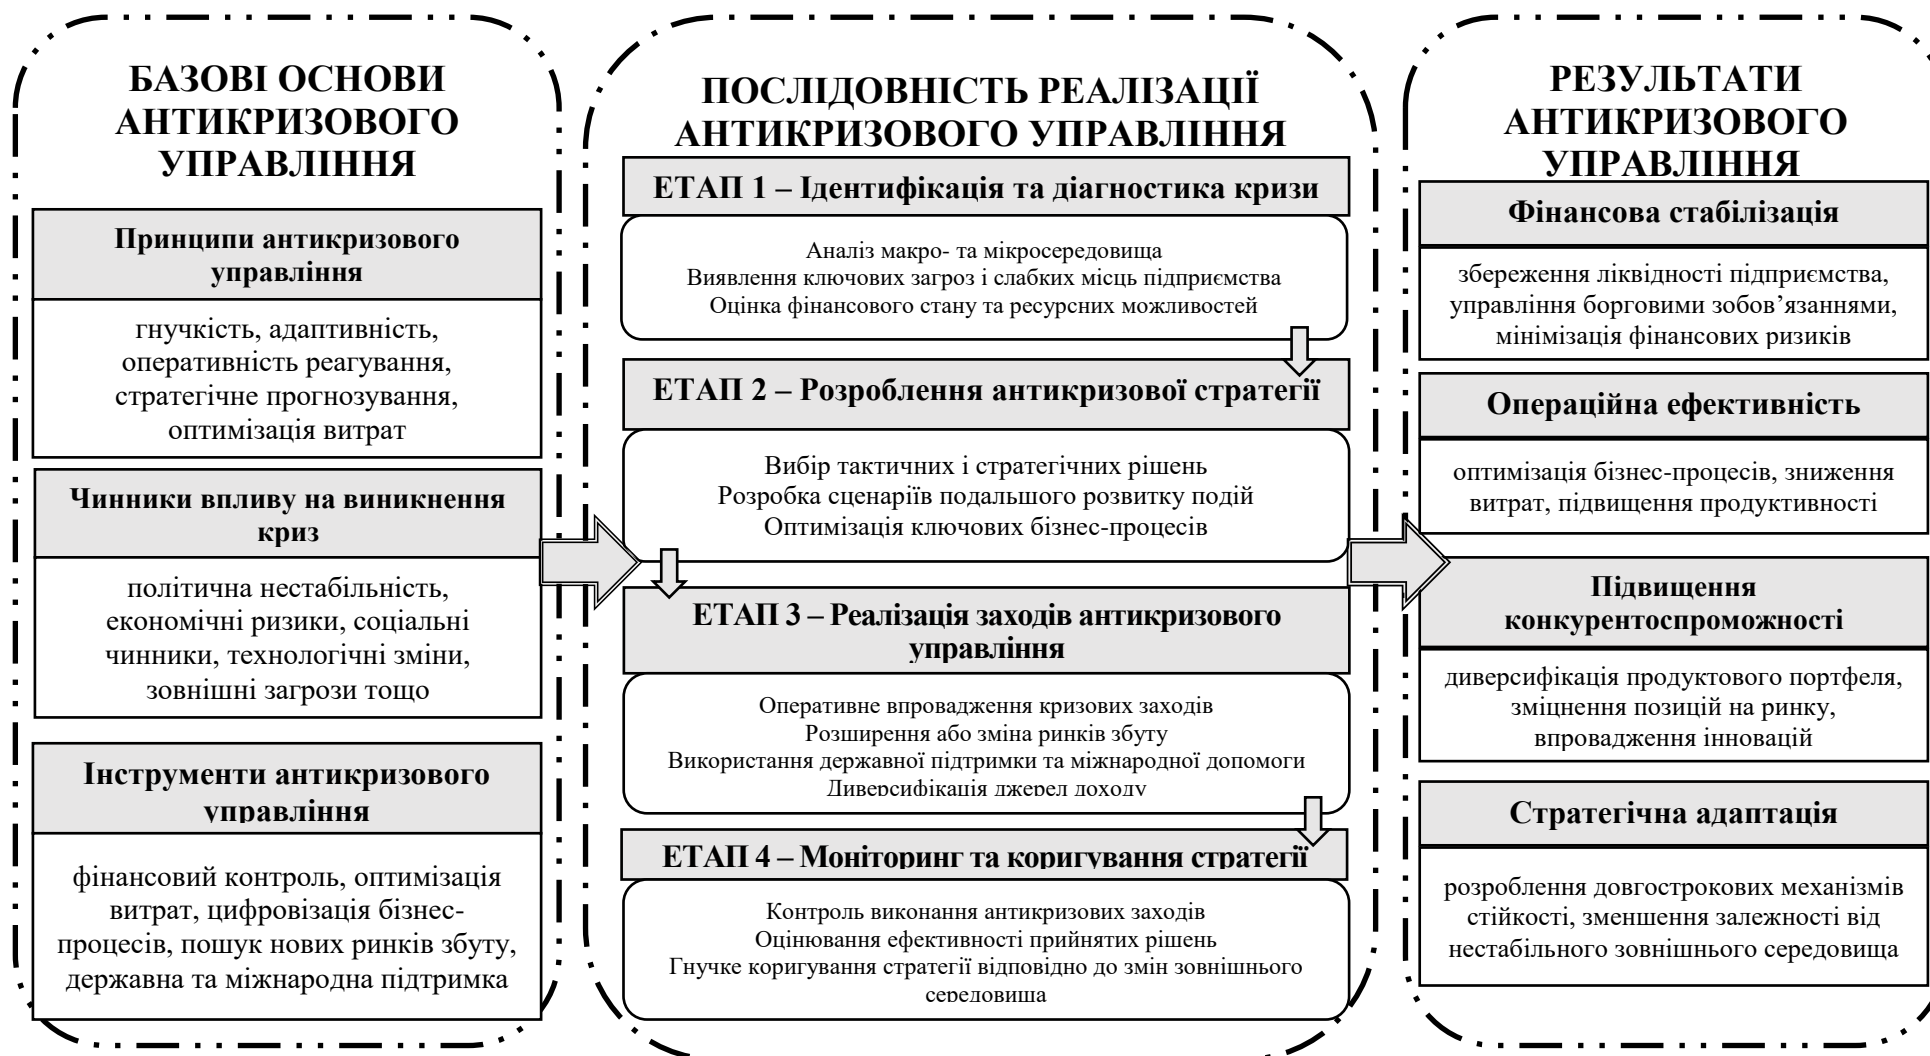 БАЗОВІ ОСНОВИ
АНТИКРИЗОВОГО
УПРАВЛІННЯ
Принципи антикризового
управління
гнучкість, адаптивність,
оперативність реагування,
стратегічне прогнозування,
оптимізація витрат
Чинники впливу на виникнення
криз
політична нестабільність,
економічні ризики, соціальні
чинники, технологічні зміни,
зовнішні загрози тощо
Інструменти антикризового
управління
фінансовий контроль, оптимізація
витрат, цифровізація бізнес-
процесів, пошук нових ринків збуту,
державна та міжнародна підтримка
ПОСЛІДОВНІСТЬ РЕАЛІЗАЦІЇ
АНТИКРИЗОВОГО УПРАВЛІННЯ
ЕТАП 1 – Ідентифікація та діагностика кризи
Аналіз макро- та мікросередовища
Виявлення ключових загроз і слабких місць підприємства
Оцінка фінансового стану та ресурсних можливостей
ЕТАП 2 – Розроблення антикризової стратегії
Вибір тактичних і стратегічних рішень
Розробка сценаріїв подальшого розвитку подій
Оптимізація ключових бізнес-процесів
ЕТАП 3 – Реалізація заходів антикризового
управління
Оперативне впровадження кризових заходів
Розширення або зміна ринків збуту
Використання державної підтримки та міжнародної допомоги
Диверсифікація джерел доходу
ЕТАП 4 – Моніторинг та коригування стратегії
Контроль виконання антикризових заходів
Оцінювання ефективності прийнятих рішень
Гнучке коригування стратегії відповідно до змін зовнішнього
середовища
РЕЗУЛЬТАТИ
АНТИКРИЗОВОГО
УПРАВЛІННЯ
Фінансова стабілізація
збереження ліквідності підприємства,
управління борговими зобов’язаннями,
мінімізація фінансових ризиків
Операційна ефективність
оптимізація бізнес-процесів, зниження
витрат, підвищення продуктивності
Підвищення
конкурентоспроможності
диверсифікація продуктового портфеля,
зміцнення позицій на ринку,
впровадження інновацій
Стратегічна адаптація
розроблення довгострокових механізмів
стійкості, зменшення залежності від
нестабільного зовнішнього середовища